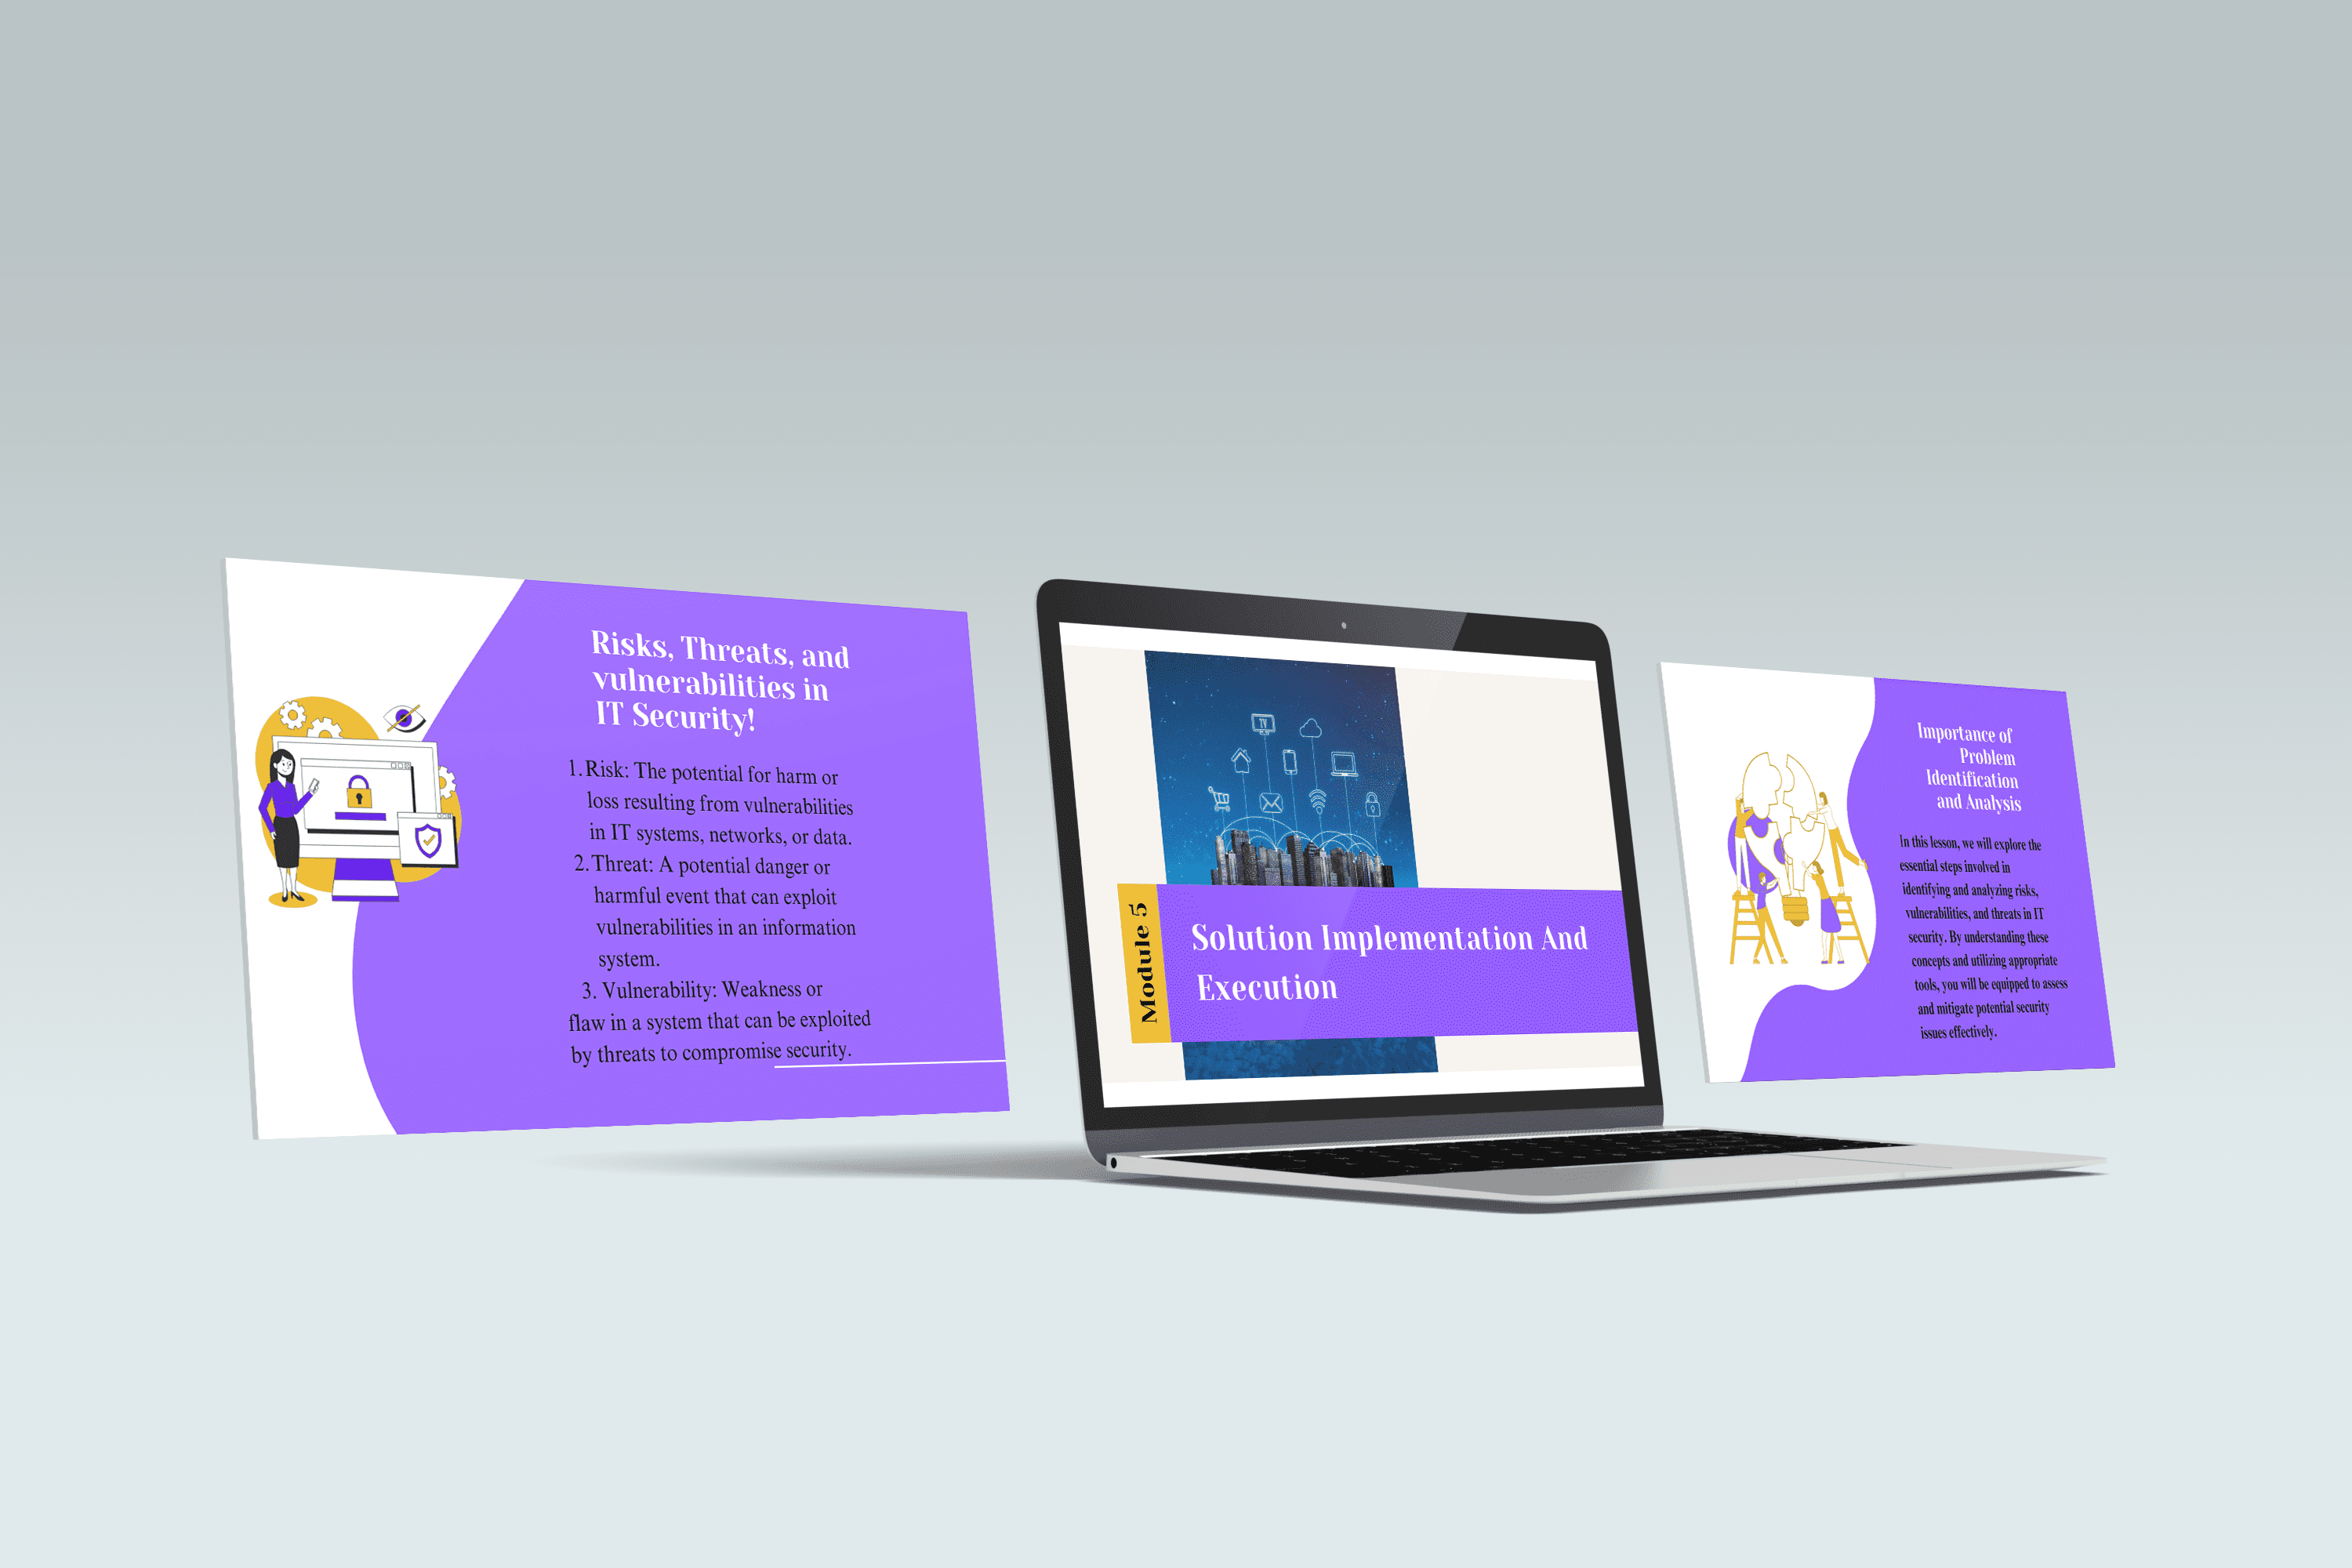 Risks, Threats, and
vulnerabilities in
IT Security!
1. Risk: The potential for harm or
loss resulting from vulnerabilities
in IT systems, networks, or data.
2. Threat: A potential danger or
harmful event that can exploit
vulnerabilities in an information
system.
3. Vulnerability: Weakness or
flaw in a system that can be exploited
by threats to compromise security.
TV
Module 5
Solution Implementation And
Execution
Importance of
Problem
Identification
and Analysis
In this lesson, we will explore the
essential steps involved in
identifying and analyzing risks,
vulnerabilities, and threats in IT
security. By understanding these
concepts and utilizing appropriate
tools, you will be equipped to assess
and mitigate potential security
issues effectively.